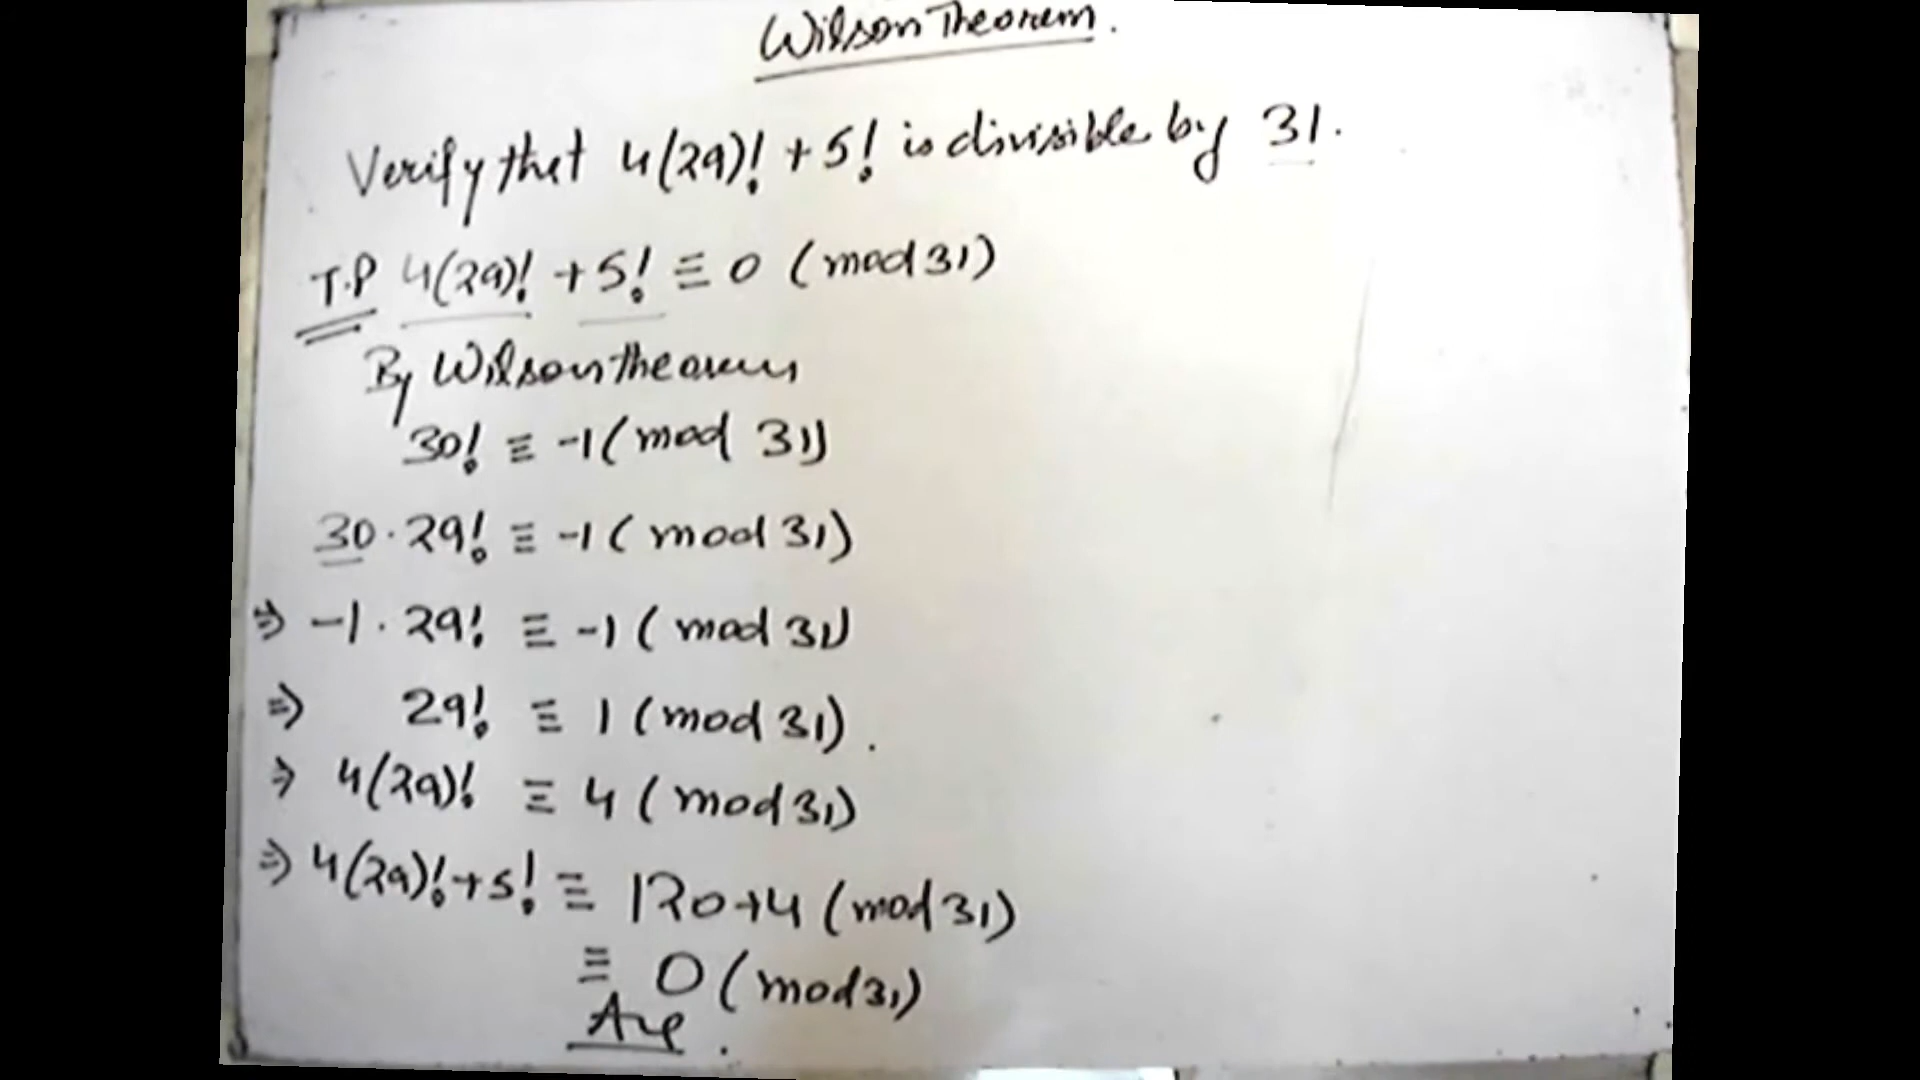 Wilson Theorem.
Verify that 4(29)! + 5! is divisible by 31.
T.P 4(29)! + 5! ≡ 0 (mod 31)
By Wilson theorem
30! ≡ -1 (mod 31)
30 · 29! ≡ -1 (mod 31)
⇒ -1 · 29! ≡ -1 (mod 31)
⇒ 29! ≡ 1 (mod 31).
⇒ 4(29)! ≡ 4 (mod 31)
⇒ 4(29)! + 5! ≡ 120+4 (mod 31)
≡ 0 (mod 31)